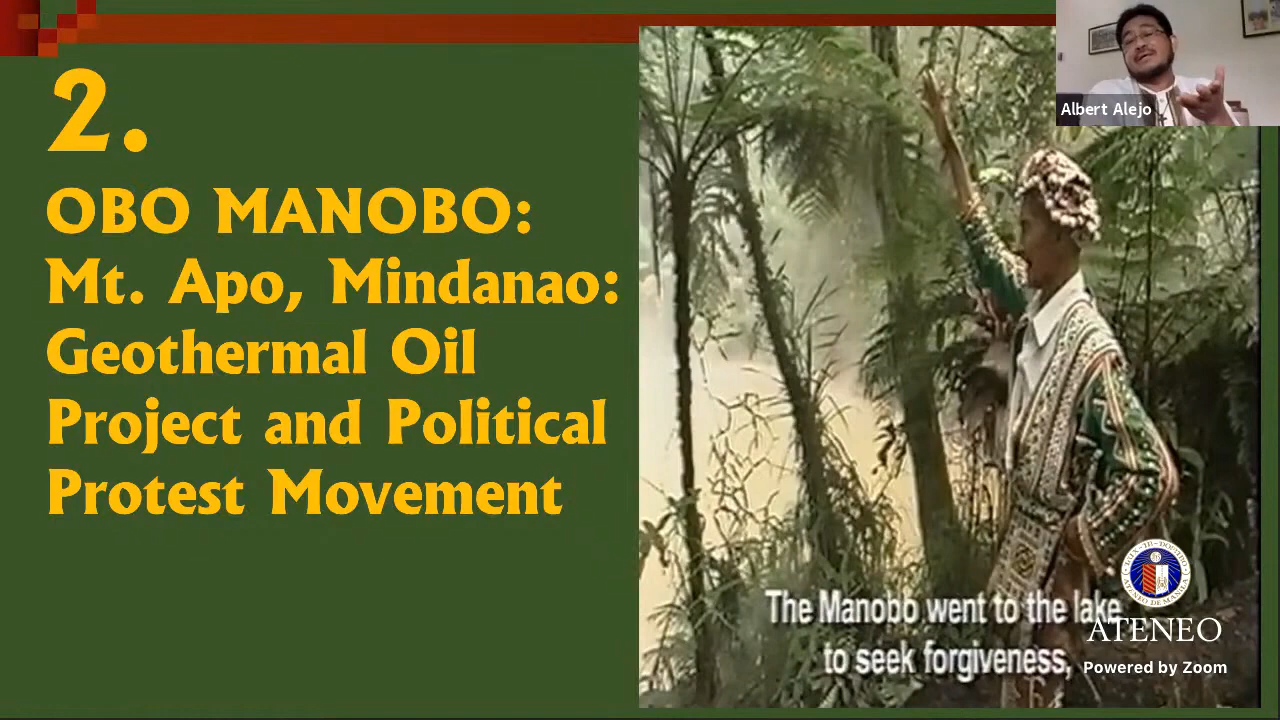 2.
OBO MANOBO:
Mt. Apo, Mindanao:
Geothermal Oil
Project and Political
Protest Movement
Albert Alejo
The Manobo went to the lake
to seek forgiveness,
ATENEO
Powered by Zoom